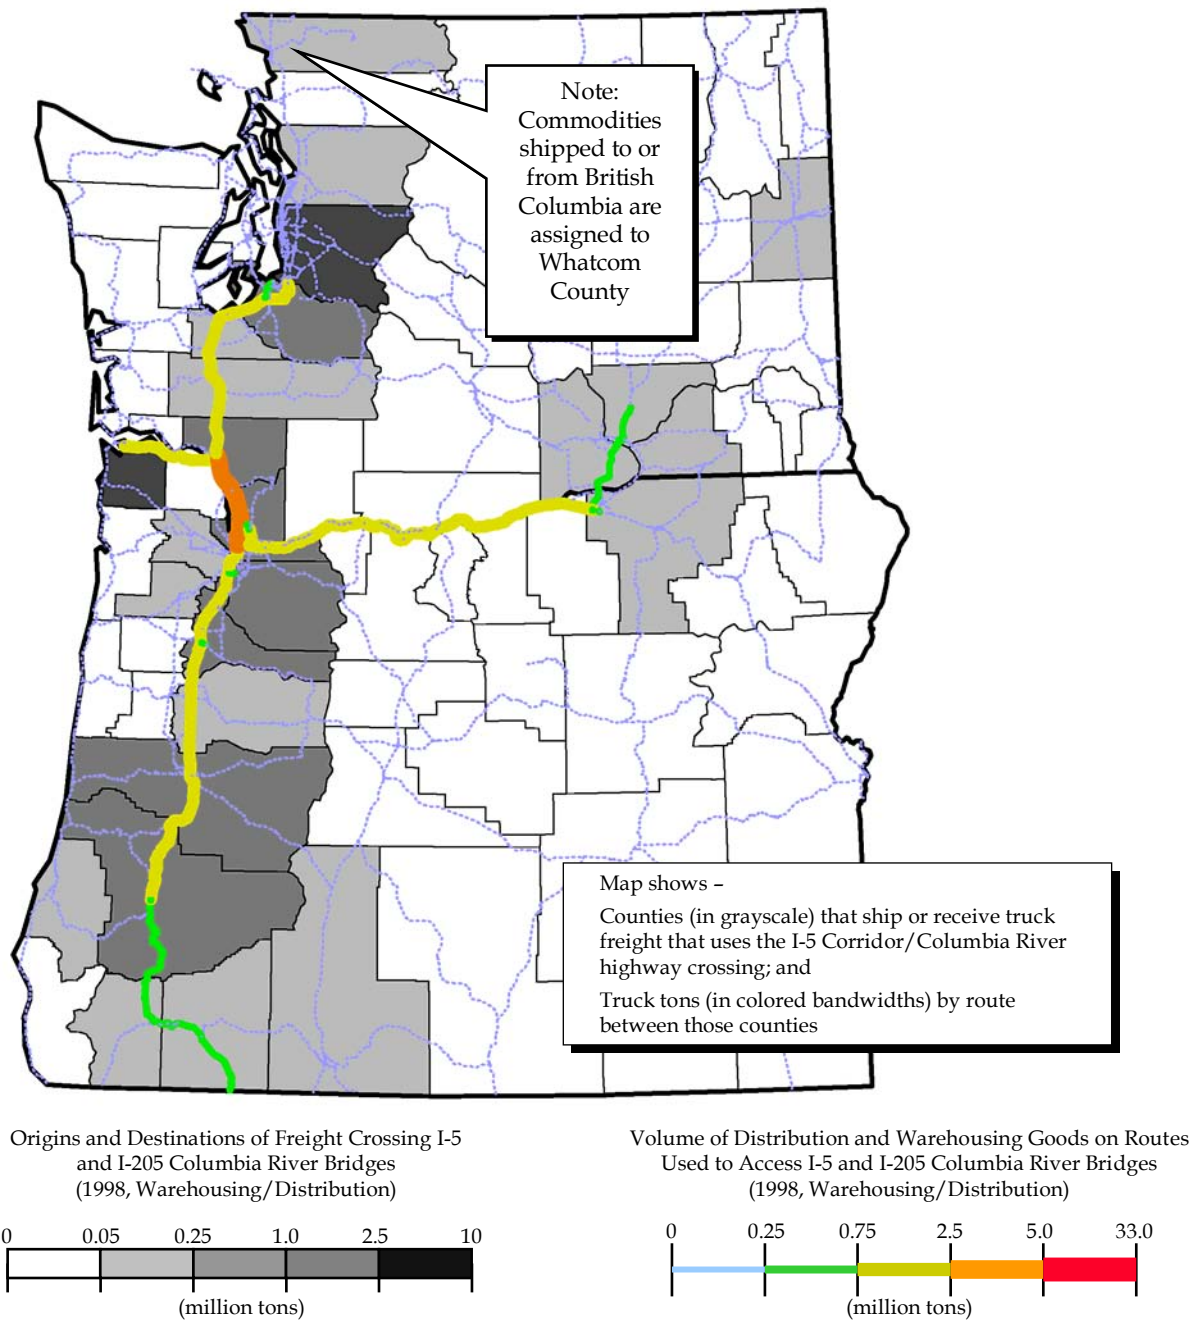 Note:
Commodities
shipped to or
from British
Columbia are
assigned to
Whatcom
County
Map shows –
Counties (in grayscale) that ship or receive truck
freight that uses the I-5 Corridor/Columbia River
highway crossing; and
Truck tons (in colored bandwidths) by route
between those counties
Origins and Destinations of Freight Crossing I-5
and I-205 Columbia River Bridges
(1998, Warehousing/Distribution)
0 0.05 0.25 1.0 2.5 10
(million tons)
Volume of Distribution and Warehousing Goods on Routes
Used to Access I-5 and I-205 Columbia River Bridges
(1998, Warehousing/Distribution)
0 0.25 0.75 2.5 5.0 33.0
(million tons)